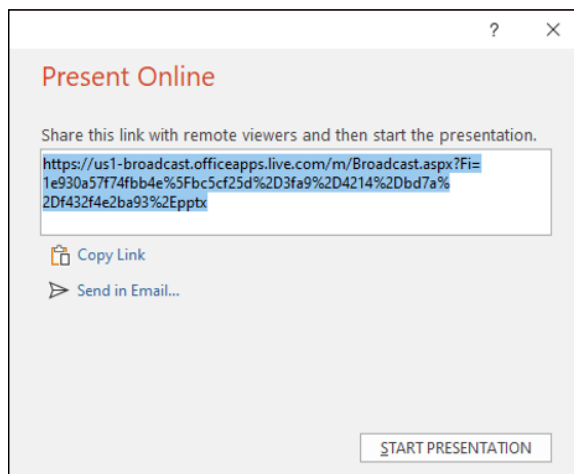 ?
Present Online
Share this link with remote viewers and then start the presentation.
https://us1-broadcast.officeapps.live.com/m/Broadcast.aspx?Fi=
1e930a57f74fbb4e%5Fbc5cf25d%2D3fa9%2D4214%2Dbd7a%
2Df432f4e2ba93%2Epptx
Copy Link
Send in Email...
START PRESENTATION